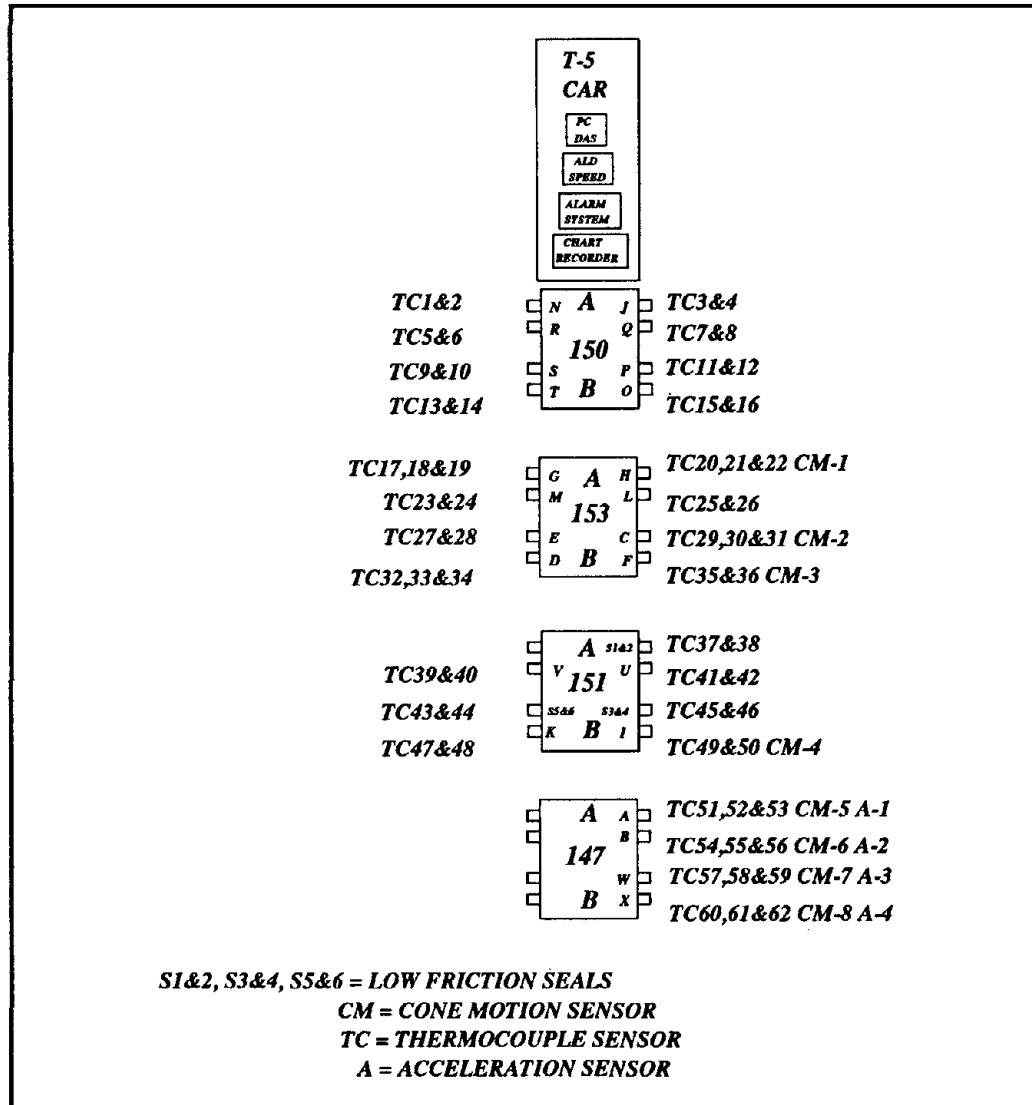 T-5
CAR
PC
DAS
ALD
SPEED
ALARM
SYSTEM
CHART
RECORDER
TC1&2 N A J TC3&4
TC5&6 R Q TC7&8
150
TC9&10 S P TC11&12
TC13&14 T B O TC15&16
TC17,18&19 G A H TC20,21&22 CM-1
TC23&24 M L TC25&26
153
TC27&28 E C TC29,30&31 CM-2
TC32,33&34 D B F TC35&36 CM-3
A S1&2 TC37&38
TC39&40 V U TC41&42
151
TC43&44 S5&6 S3&4 TC45&46
TC47&48 K B I TC49&50 CM-4
A A TC51,52&53 CM-5 A-1
B TC54,55&56 CM-6 A-2
147
W TC57,58&59 CM-7 A-3
B X TC60,61&62 CM-8 A-4
S1&2, S3&4, S5&6 = LOW FRICTION SEALS
CM = CONE MOTION SENSOR
TC = THERMOCOUPLE SENSOR
A = ACCELERATION SENSOR